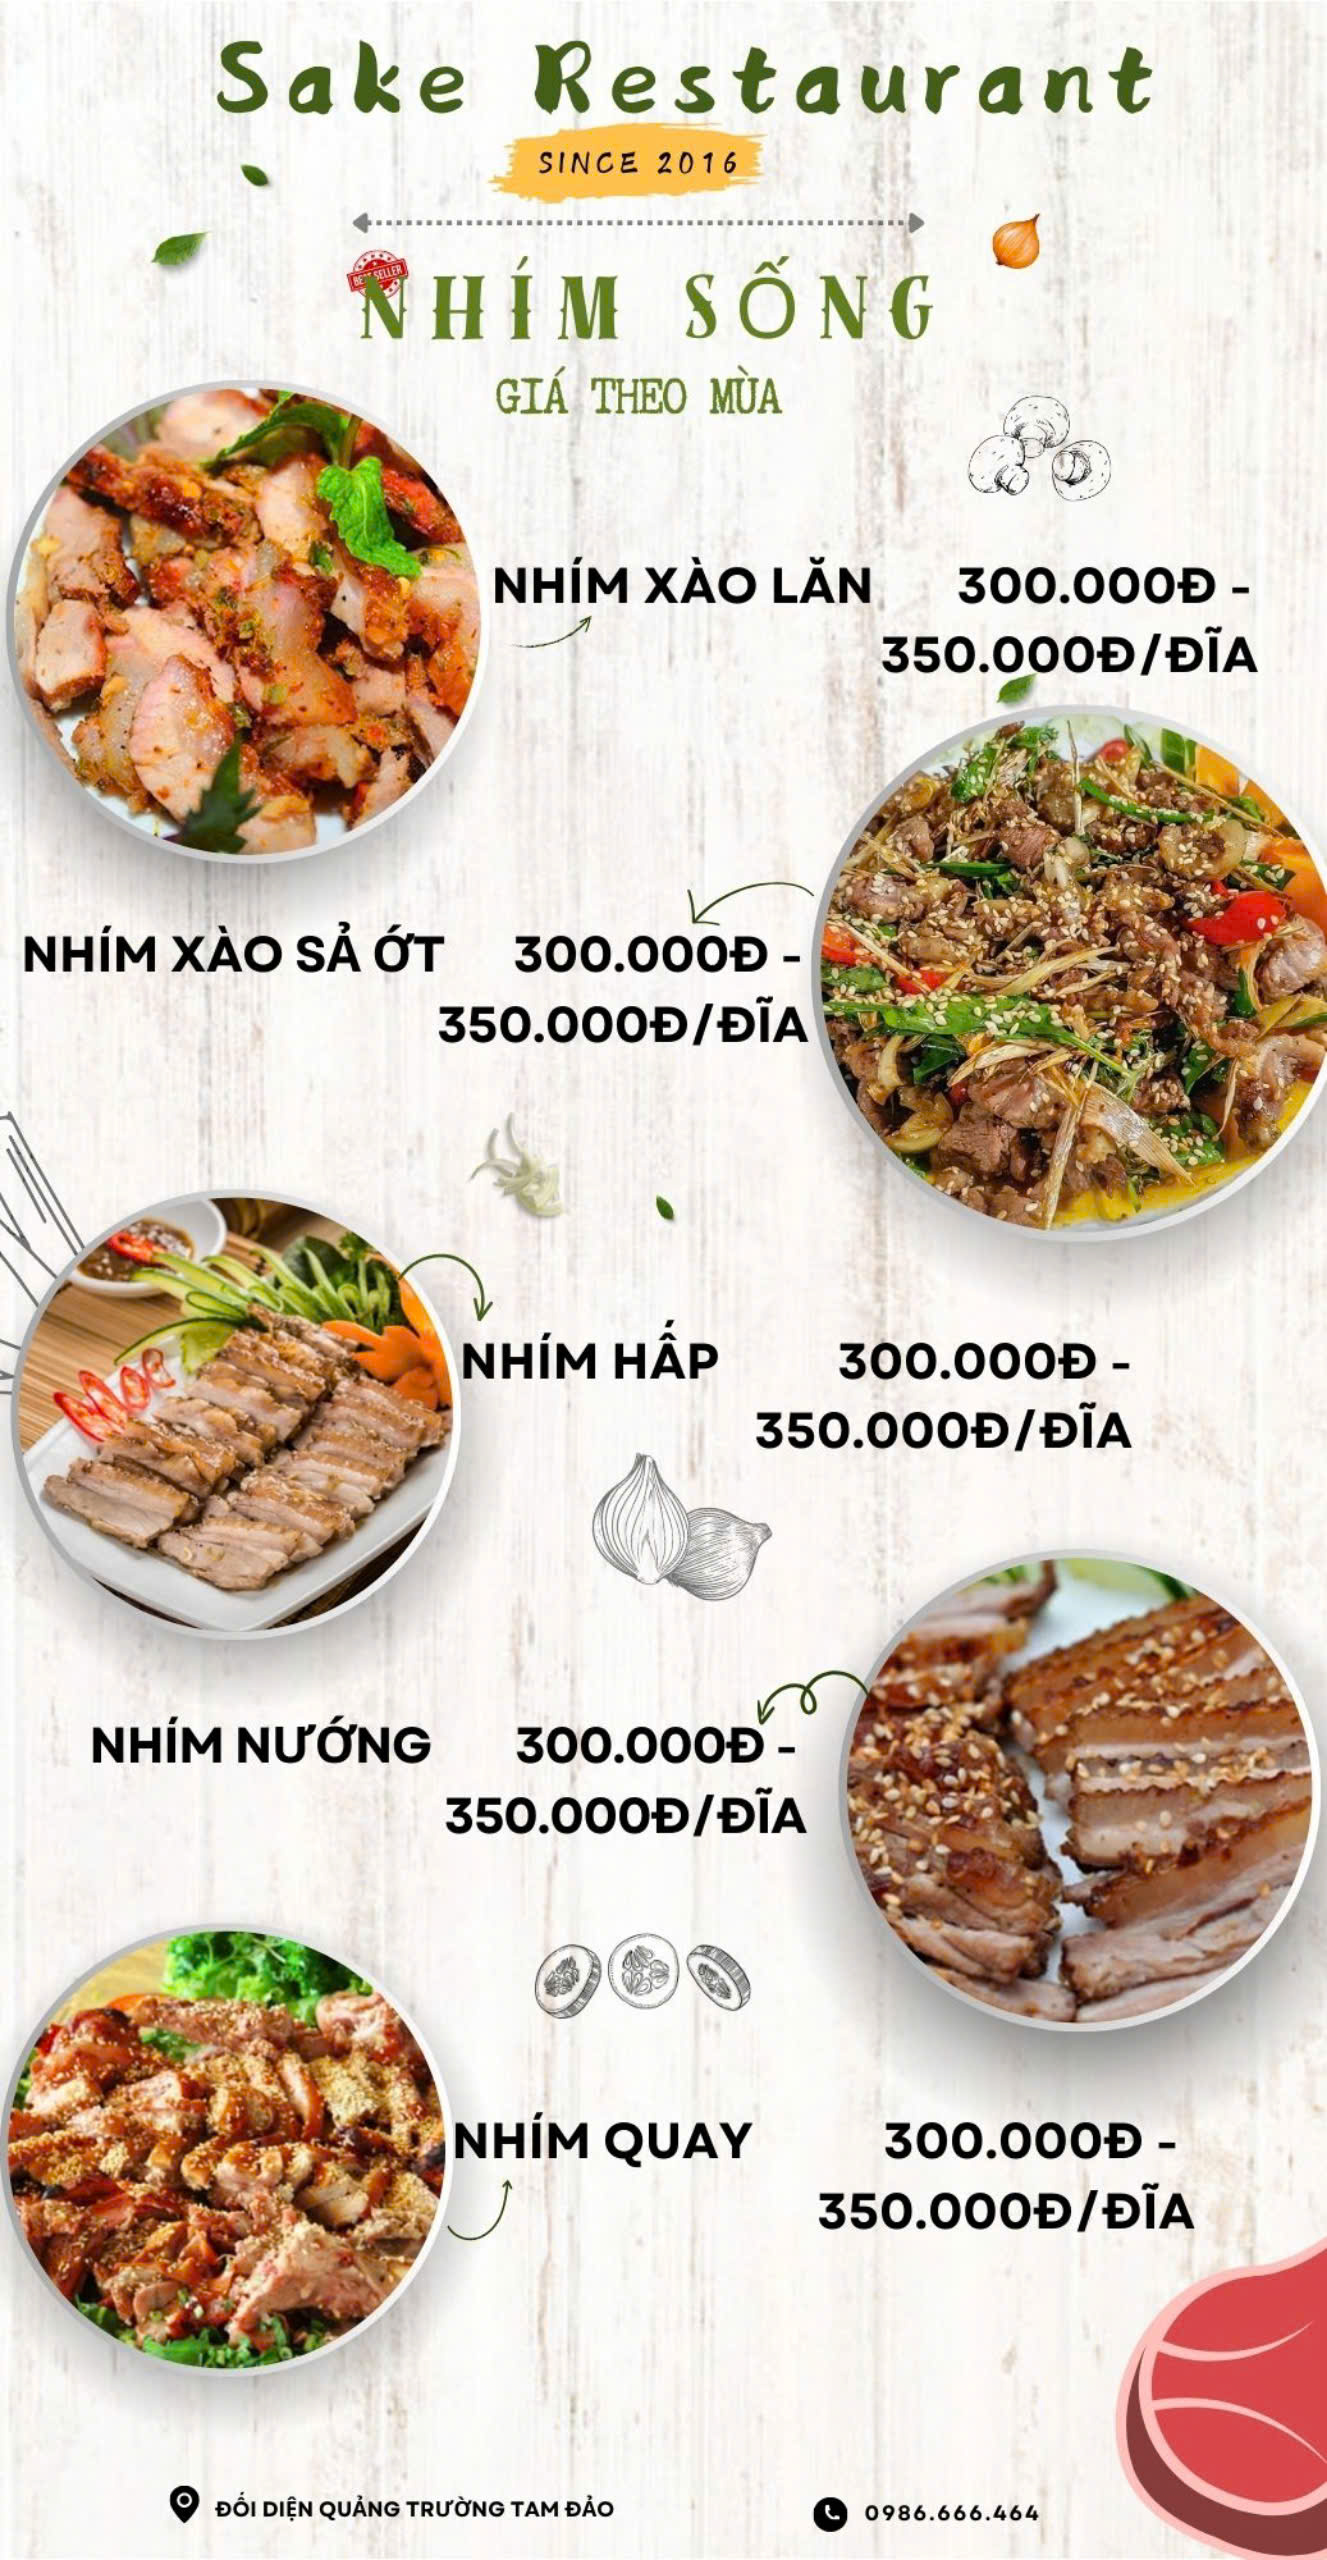 Sake Restaurant
SINCE 2016
BEST SELLER
NHÍM SỐNG
GIÁ THEO MÙA
NHÍM XÀO LĂN 300.000Đ -
350.000Đ/ĐĨA
NHÍM XÀO SẢ ỚT 300.000Đ -
350.000Đ/ĐĨA
NHÍM HẤP 300.000Đ -
350.000Đ/ĐĨA
NHÍM NƯỚNG 300.000Đ -
350.000Đ/ĐĨA
NHÍM QUAY 300.000Đ -
350.000Đ/ĐĨA
ĐỐI DIỆN QUẢNG TRƯỜNG TAM ĐẢO 0986.666.464